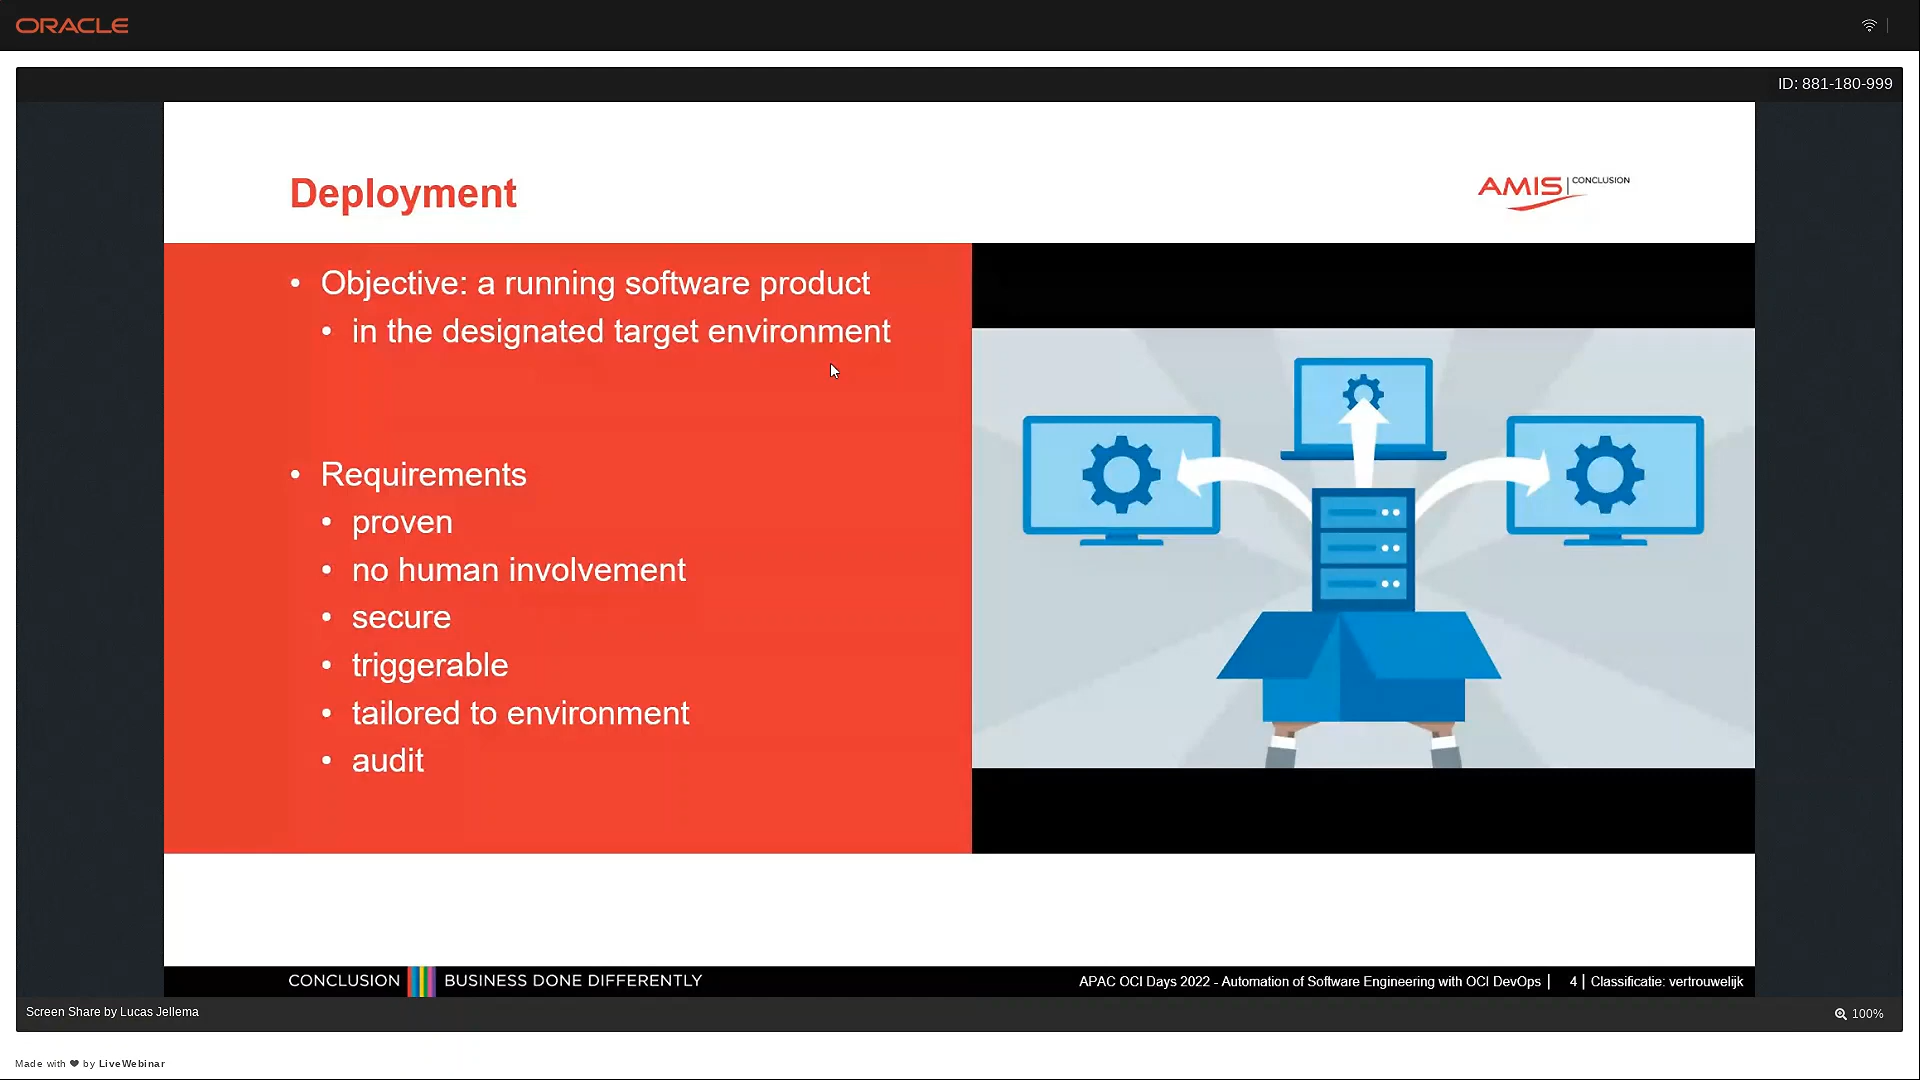 ORACLE
ID: 881-180-999
Deployment
AMIS | CONCLUSION
• Objective: a running software product
• in the designated target environment
• Requirements
• proven
• no human involvement
• secure
• triggerable
• tailored to environment
• audit
CONCLUSION BUSINESS DONE DIFFERENTLY
APAC OCI Days 2022 - Automation of Software Engineering with OCI DevOps | 4 | Classificatie: vertrouwelijk
Screen Share by Lucas Jellema
100%
Made with ❤ by LiveWebinar